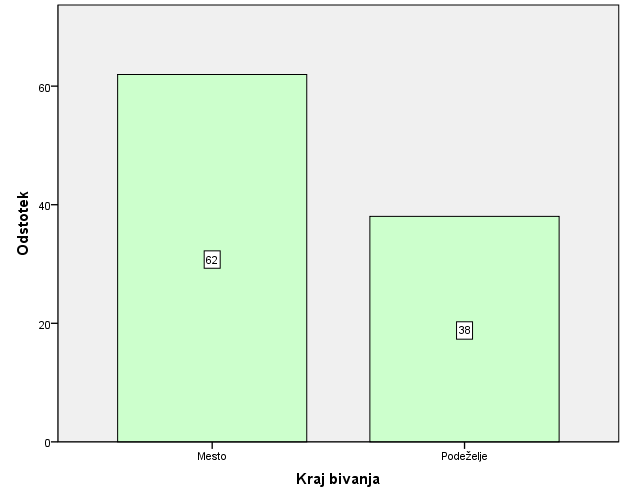 Odstotek
60
40
20
0
62
38
Mesto
Podeželje
Kraj bivanja